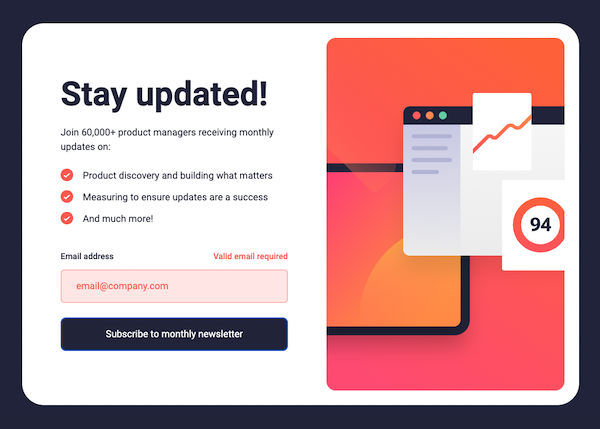 Stay updated!
Join 60,000+ product managers receiving monthly
updates on:
Product discovery and building what matters
Measuring to ensure updates are a success
And much more!
Email address
Valid email required
email@company.com
Subscribe to monthly newsletter
94